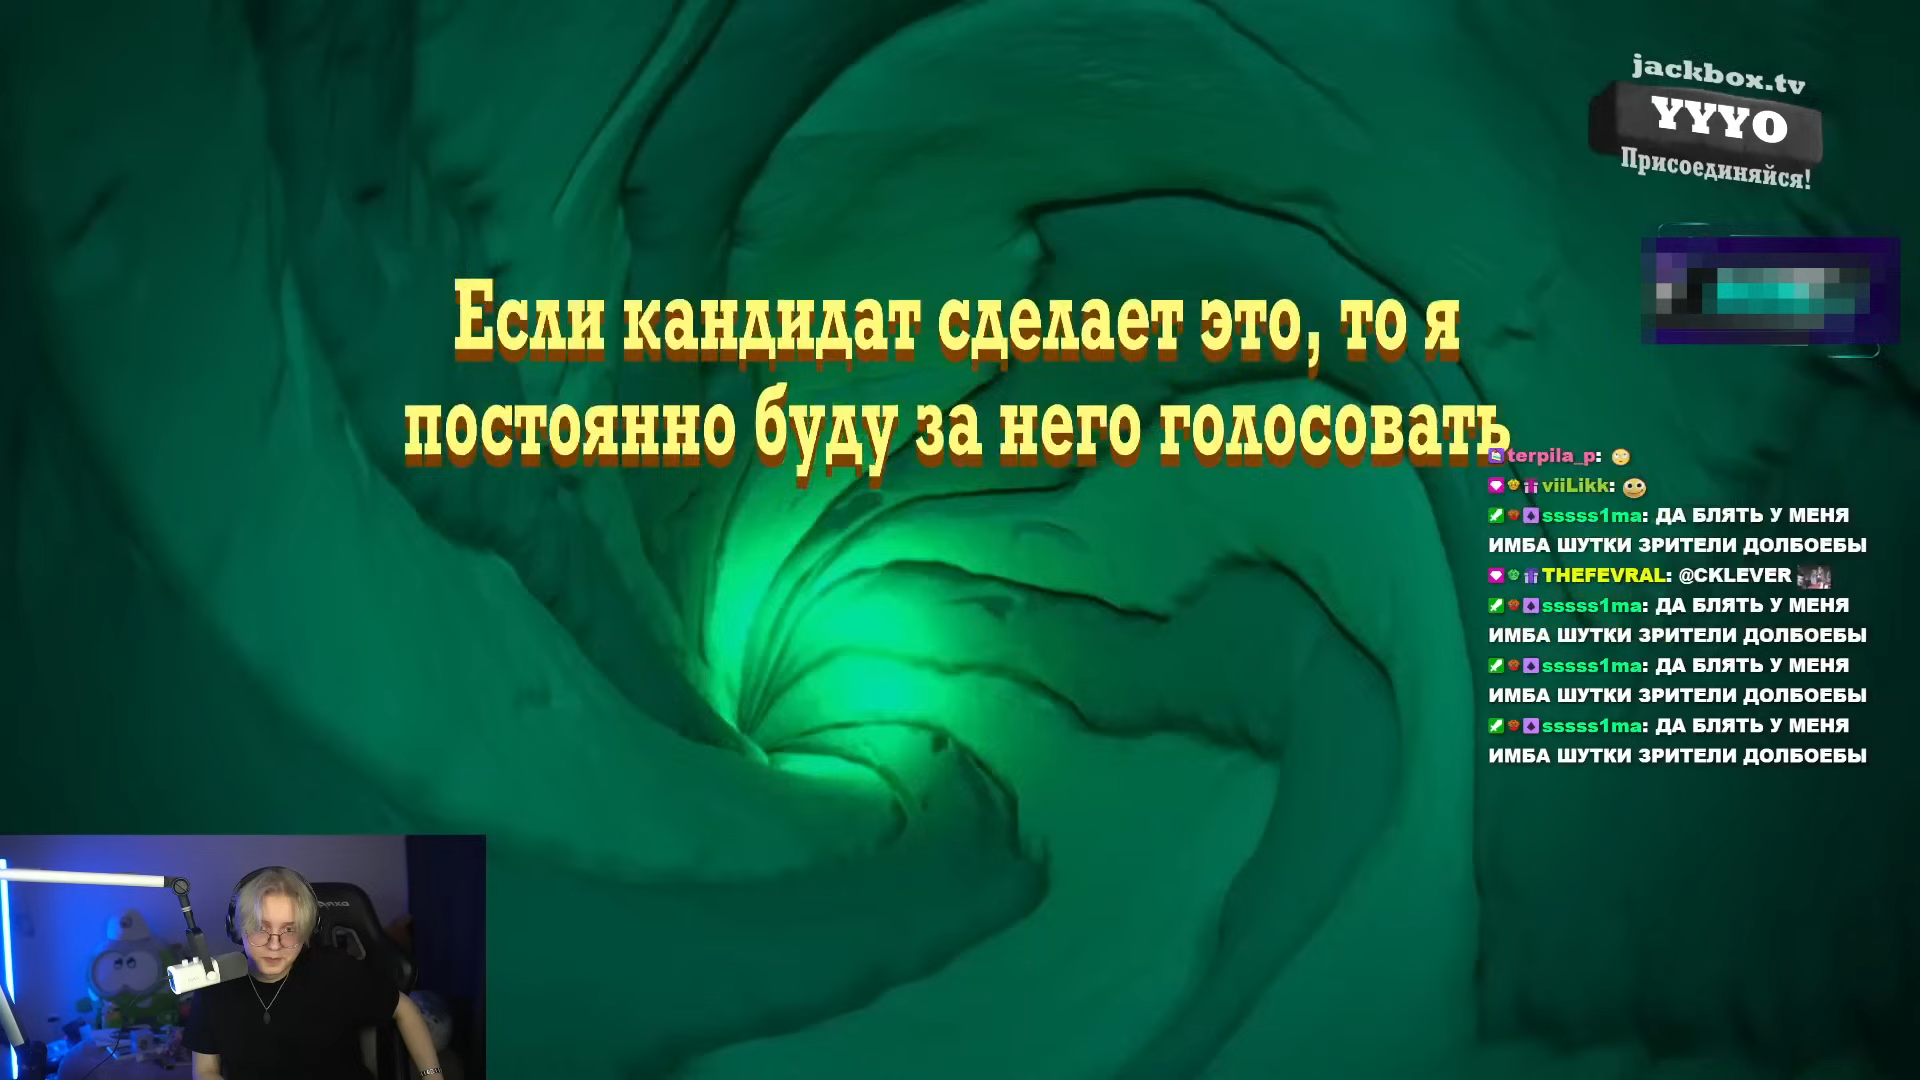 jackbox.tv
YYYO
Присоединяйся!
Если кандидат сделает это, то я
постоянно буду за него голосовать
terpila_p:
viiLikk:
sssss1ma: ДА БЛЯТЬ У МЕНЯ
ИМБА ШУТКИ ЗРИТЕЛИ ДОЛБОЕБЫ
THEFEVRAL: @CKLEVER
sssss1ma: ДА БЛЯТЬ У МЕНЯ
ИМБА ШУТКИ ЗРИТЕЛИ ДОЛБОЕБЫ
sssss1ma: ДА БЛЯТЬ У МЕНЯ
ИМБА ШУТКИ ЗРИТЕЛИ ДОЛБОЕБЫ
sssss1ma: ДА БЛЯТЬ У МЕНЯ
ИМБА ШУТКИ ЗРИТЕЛИ ДОЛБОЕБЫ